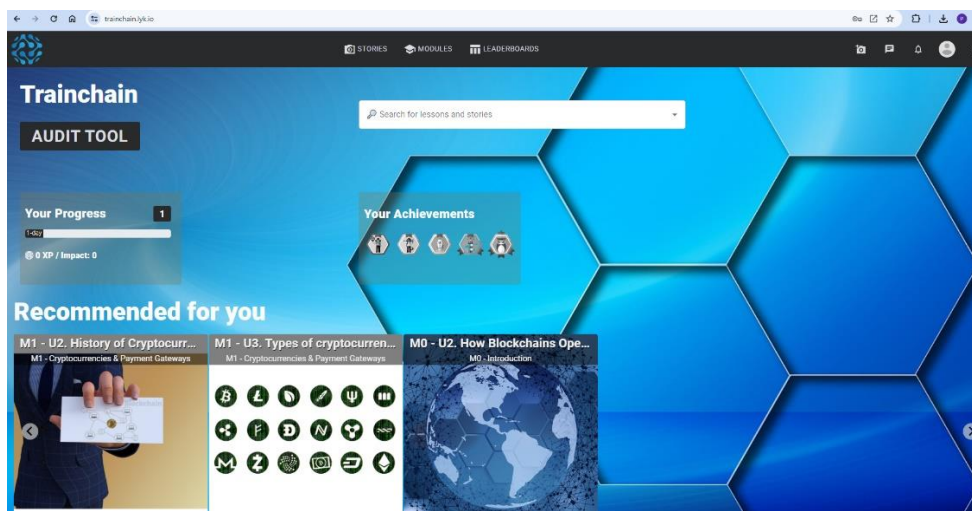 trainchain.lyk.io
STORIES
MODULES
LEADERBOARDS
Trainchain
Search for lessons and stories
AUDIT TOOL
Your Progress
1
1-day
0 XP / Impact: 0
Your Achievements
Recommended for you
M1 - U2. History of Cryptocurr...
M1 - Cryptocurrencies & Payment Gateways
M1 - U3. Types of cryptocurren...
M1 - Cryptocurrencies & Payment Gateways
M0 - U2. How Blockchains Ope...
M0 - Introduction